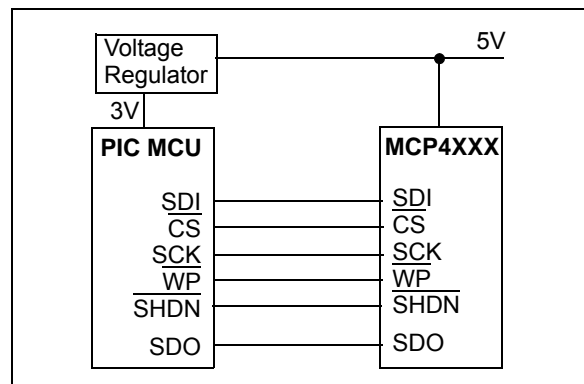 Voltage
Regulator
5V
3V
PIC MCU
MCP4XXX
SDI
SDI
CS
CS
SCK
SCK
WP
WP
SHDN
SHDN
SDO
SDO